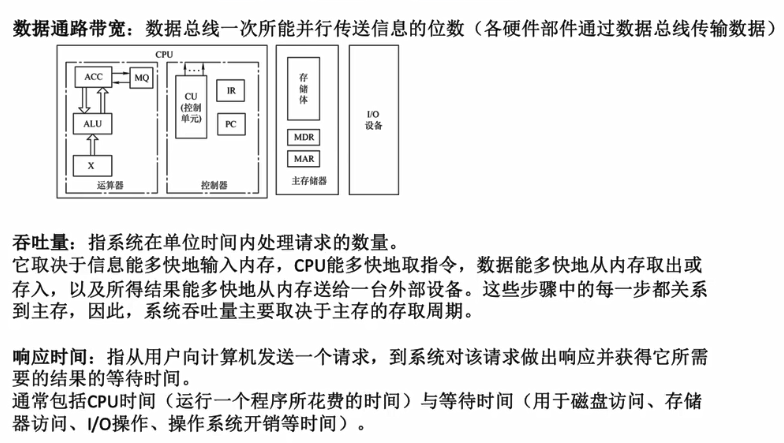 数据通路带宽：数据总线一次所能并行传送信息的位数（各硬件部件通过数据总线传输数据）
CPU
ACC
MQ
ALU
X
运算器
CU
(控制
单元)
IR
PC
控制器
存
储
体
MDR
MAR
主存储器
I/O
设备
吞吐量：指系统在单位时间内处理请求的数量。
它取决于信息能多快地输入内存，CPU能多快地取指令，数据能多快地从内存取出或
存入，以及所得结果能多快地从内存送给一台外部设备。这些步骤中的每一步都关系
到主存，因此，系统吞吐量主要取决于主存的存取周期。
响应时间：指从用户向计算机发送一个请求，到系统对该请求做出响应并获得它所需
要的结果的等待时间。
通常包括CPU时间（运行一个程序所花费的时间）与等待时间（用于磁盘访问、存储
器访问、I/O操作、操作系统开销等时间）。